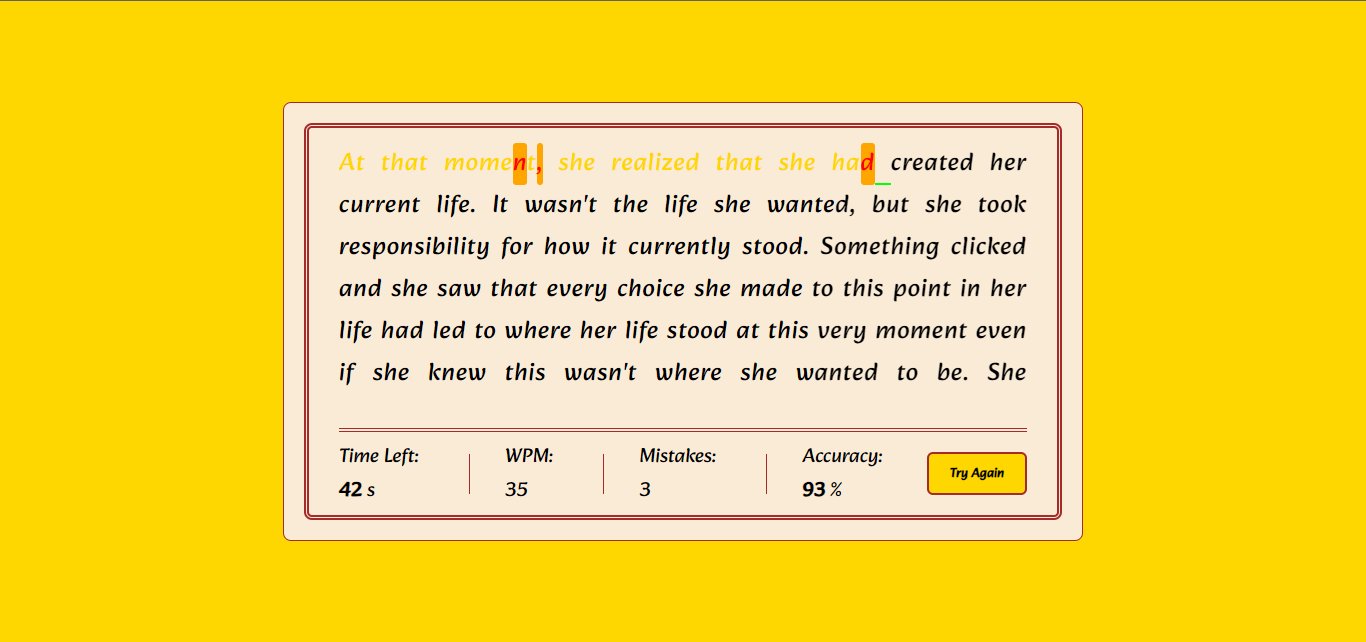 At that moment, she realized that she had created her
current life. It wasn't the life she wanted, but she took
responsibility for how it currently stood. Something clicked
and she saw that every choice she made to this point in her
life had led to where her life stood at this very moment even
if she knew this wasn't where she wanted to be. She
Time Left: WPM: Mistakes: Accuracy:
42 s 35 3 93 %
Try Again